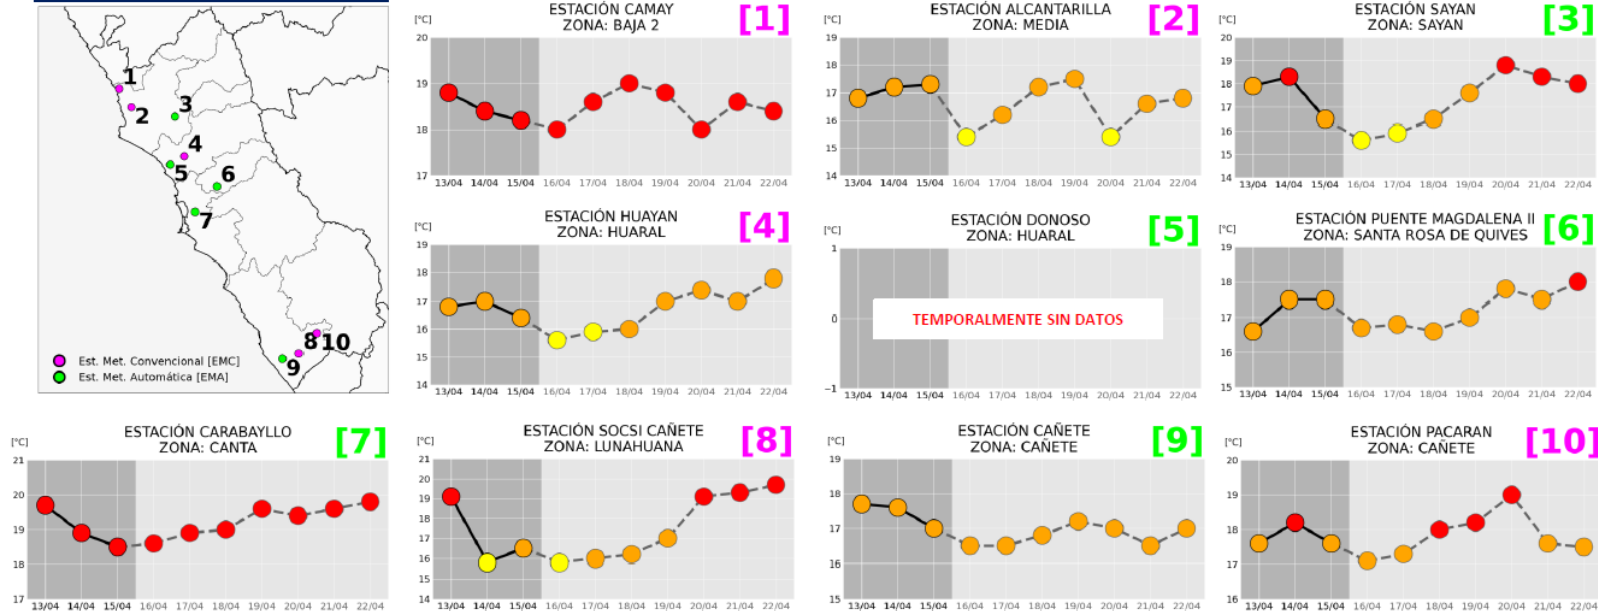 1
2
3
4
5
6
7
8
10
9
Est. Met. Convencional [EMC]
Est. Met. Automática [EMA]
ESTACIÓN CAMAY
ZONA: BAJA 2
[1]
[°C]
20
19
18
17
13/04 14/04 15/04 16/04 17/04 18/04 19/04 20/04 21/04 22/04
ESTACIÓN ALCANTARILLA
ZONA: MEDIA
[2]
[°C]
19
18
17
16
15
14
13/04 14/04 15/04 16/04 17/04 18/04 19/04 20/04 21/04 22/04
ESTACIÓN SAYAN
ZONA: SAYAN
[3]
[°C]
20
19
18
17
16
15
14
13/04 14/04 15/04 16/04 17/04 18/04 19/04 20/04 21/04 22/04
ESTACIÓN HUAYAN
ZONA: HUARAL
[4]
[°C]
19
18
17
16
15
14
13/04 14/04 15/04 16/04 17/04 18/04 19/04 20/04 21/04 22/04
ESTACIÓN DONOSO
ZONA: HUARAL
[5]
[°C]
1
0
−1
TEMPORALMENTE SIN DATOS
13/04 14/04 15/04 16/04 17/04 18/04 19/04 20/04 21/04 22/04
ESTACIÓN PUENTE MAGDALENA II
ZONA: SANTA ROSA DE QUIVES
[6]
[°C]
19
18
17
16
15
13/04 14/04 15/04 16/04 17/04 18/04 19/04 20/04 21/04 22/04
ESTACIÓN CARABAYLLO
ZONA: CANTA
[7]
[°C]
21
20
19
18
17
13/04 14/04 15/04 16/04 17/04 18/04 19/04 20/04 21/04 22/04
ESTACIÓN SOCSI CAÑETE
ZONA: LUNAHUANA
[8]
[°C]
21
20
19
18
17
16
15
14
13/04 14/04 15/04 16/04 17/04 18/04 19/04 20/04 21/04 22/04
ESTACIÓN CAÑETE
ZONA: CAÑETE
[9]
[°C]
19
18
17
16
15
13/04 14/04 15/04 16/04 17/04 18/04 19/04 20/04 21/04 22/04
ESTACIÓN PACARAN
ZONA: CAÑETE
[10]
[°C]
20
19
18
17
16
13/04 14/04 15/04 16/04 17/04 18/04 19/04 20/04 21/04 22/04